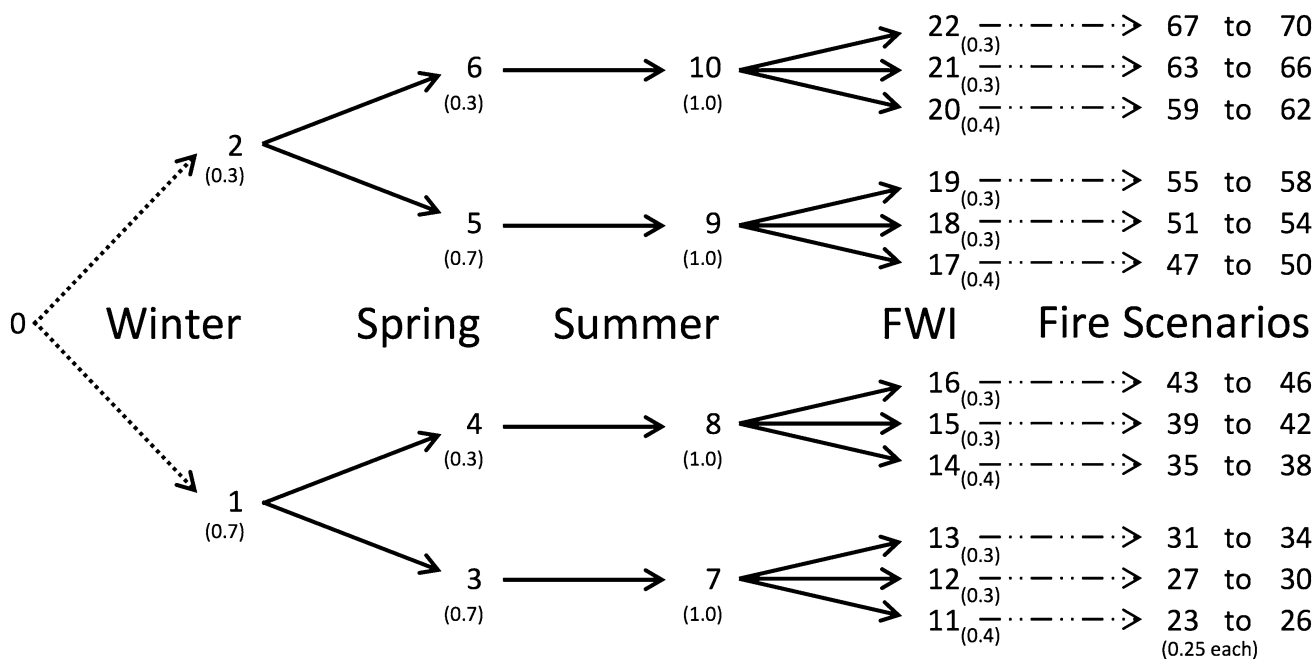 22 (0.3) 67 to 70
6 10 21 (0.3) 63 to 66
(0.3) (1.0) 20 (0.4) 59 to 62
2
(0.3) 19 (0.3) 55 to 58
5 9 18 (0.3) 51 to 54
(0.7) (1.0) 17 (0.4) 47 to 50
0 Winter Spring Summer FWI Fire Scenarios
16 (0.3) 43 to 46
4 8 15 (0.3) 39 to 42
(0.3) (1.0) 14 (0.4) 35 to 38
1
(0.7) 13 (0.3) 31 to 34
3 7 12 (0.3) 27 to 30
(0.7) (1.0) 11 (0.4) 23 to 26
(0.25 each)